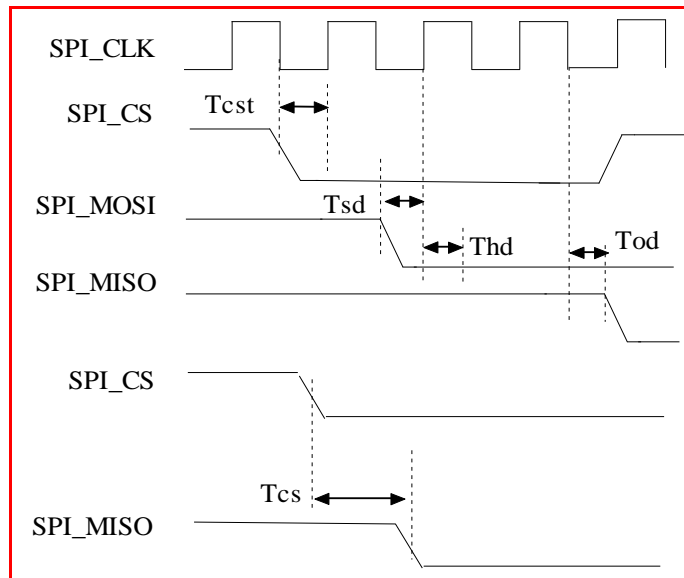 SPI_CLK
Tcst
SPI_CS
Tsd
SPI_MOSI
Thd
Tod
SPI_MISO
SPI_CS
Tcs
SPI_MISO